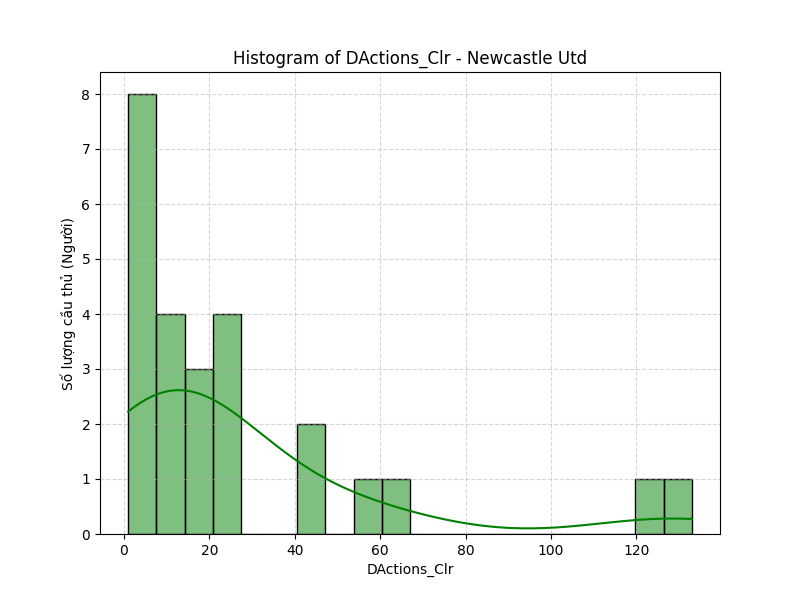 Histogram of DActions_Clr - Newcastle Utd
Số lượng cầu thủ (Người)
8
7
6
5
4
3
2
1
0
0 20 40 60 80 100 120
DActions_Clr